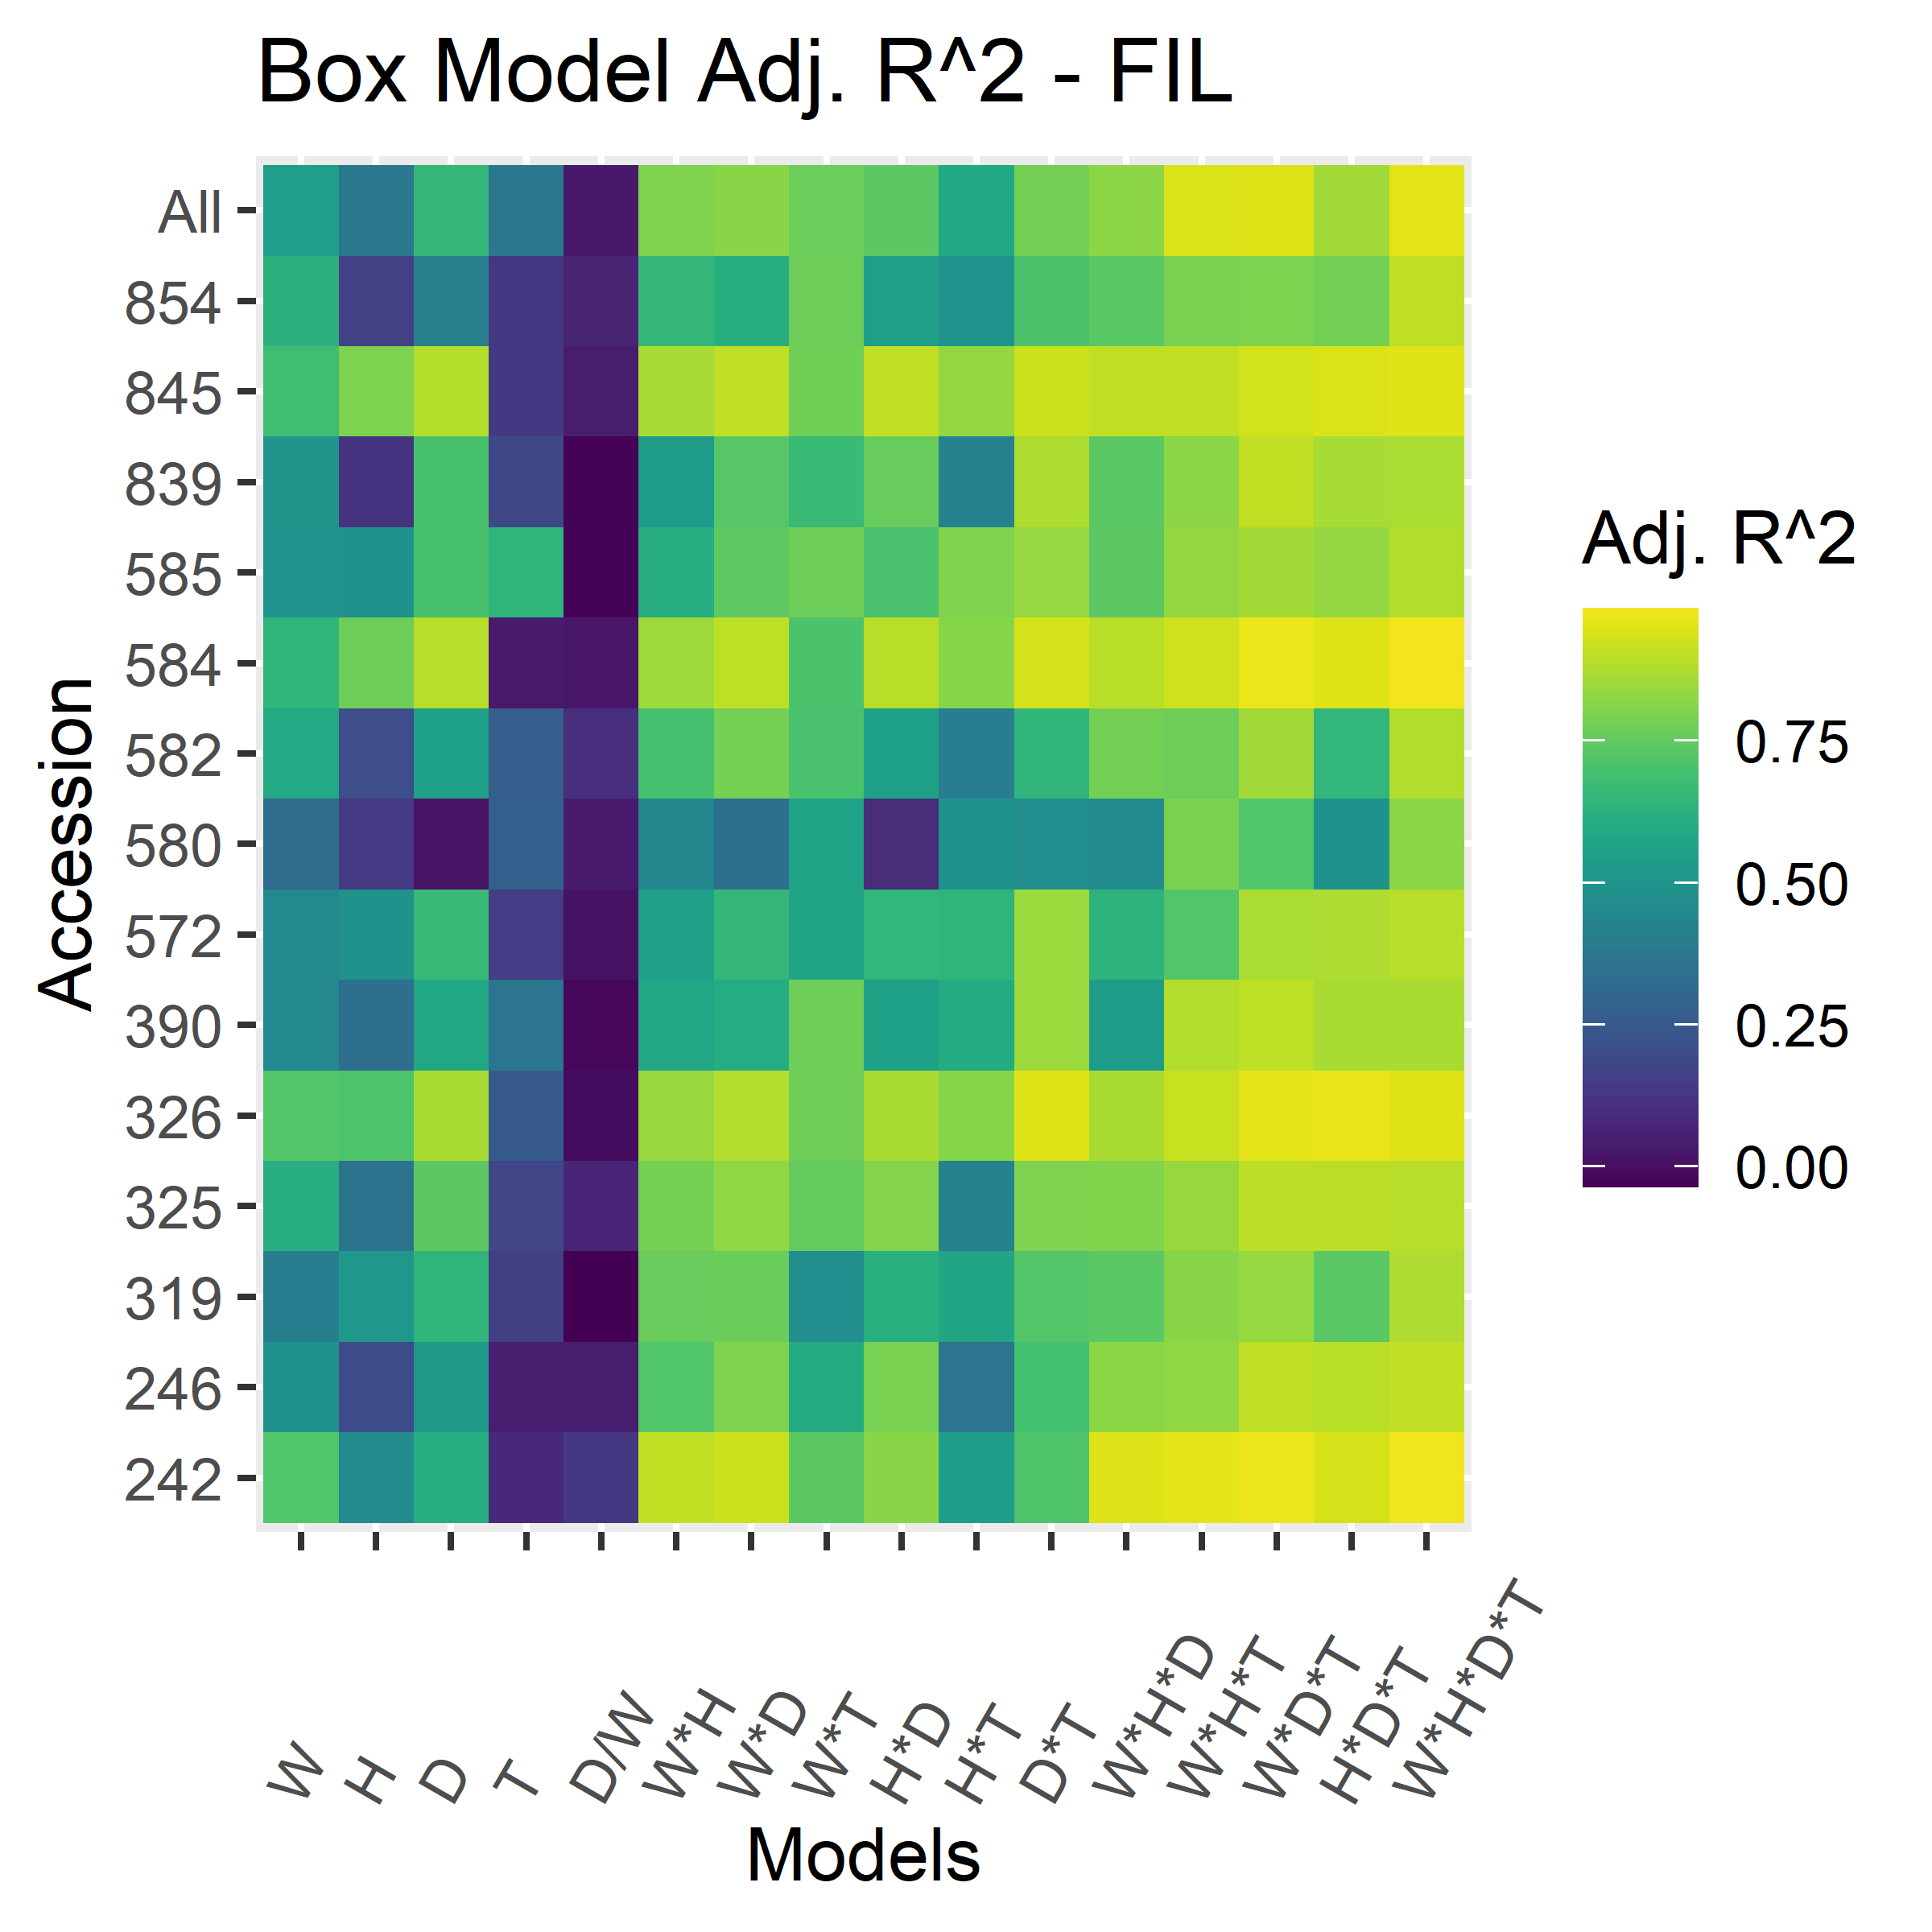 Box Model Adj. R^2 - FIL
All
854
845
839
585
584
582
580
572
390
326
325
319
246
242
Accession
W
H
D
T
D/W
W*H
W*D
W*T
H*D
H*T
D*T
W*H*D
W*H*T
W*D*T
H*D*T
W*H*D*T
Models
Adj. R^2
0.75
0.50
0.25
0.00